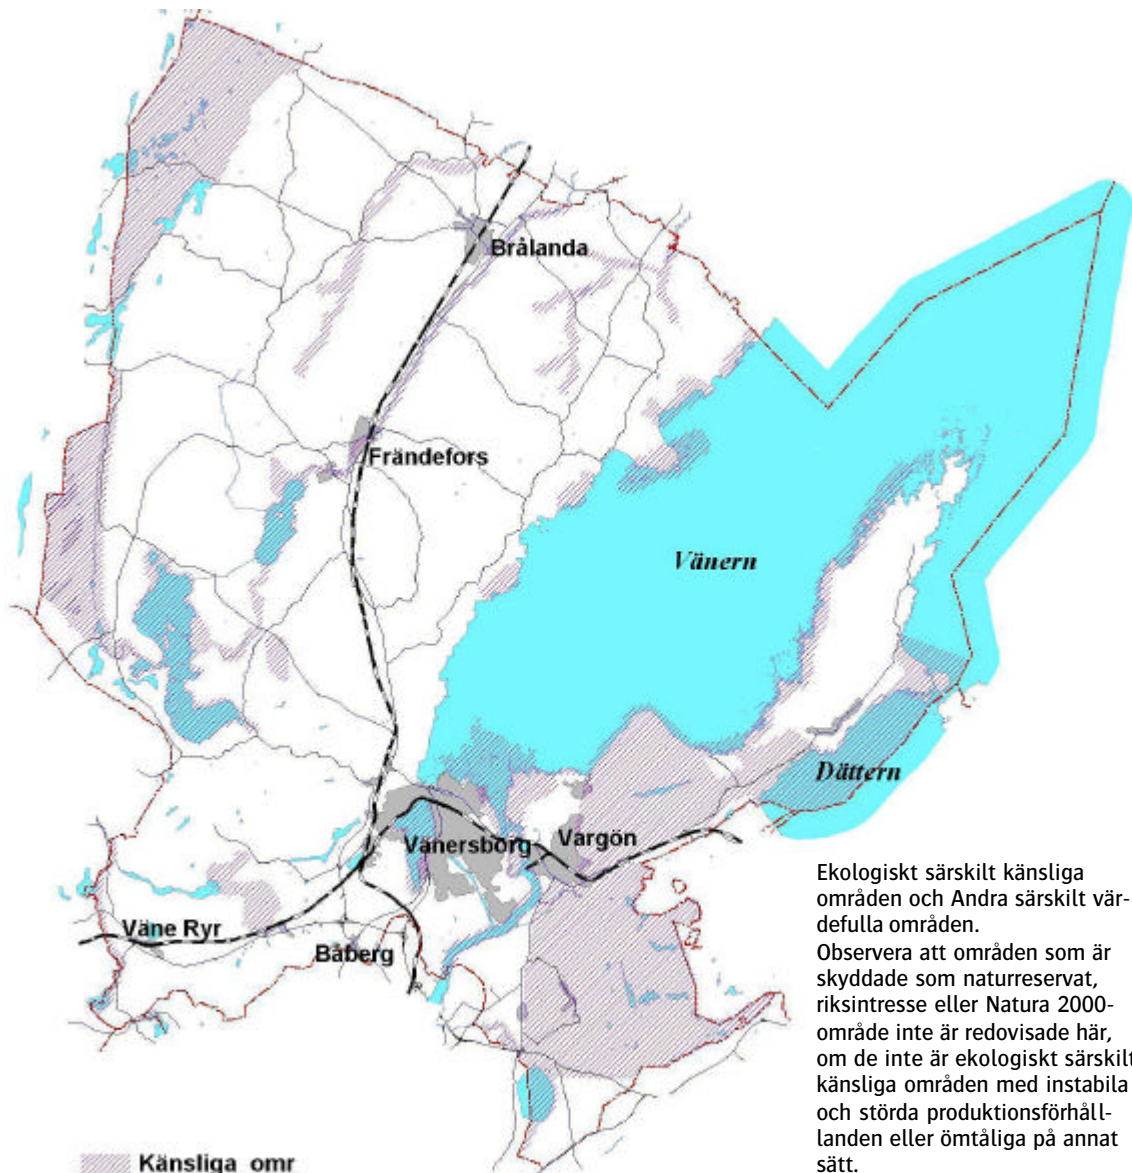 Brålanda
Frändefors
Vänern
Dättern
Vänersborg
Vargön
Väne Ryr
Båberg
Ekologiskt särskilt känsliga
områden och Andra särskilt vär-
defulla områden.
Observera att områden som är
skyddade som naturreservat,
riksintresse eller Natura 2000-
område inte är redovisade här,
om de inte är ekologiskt särskilt
känsliga områden med instabila
och störda produktionsförhåll-
landen eller ömtåliga på annat
sätt.
Känsliga omr